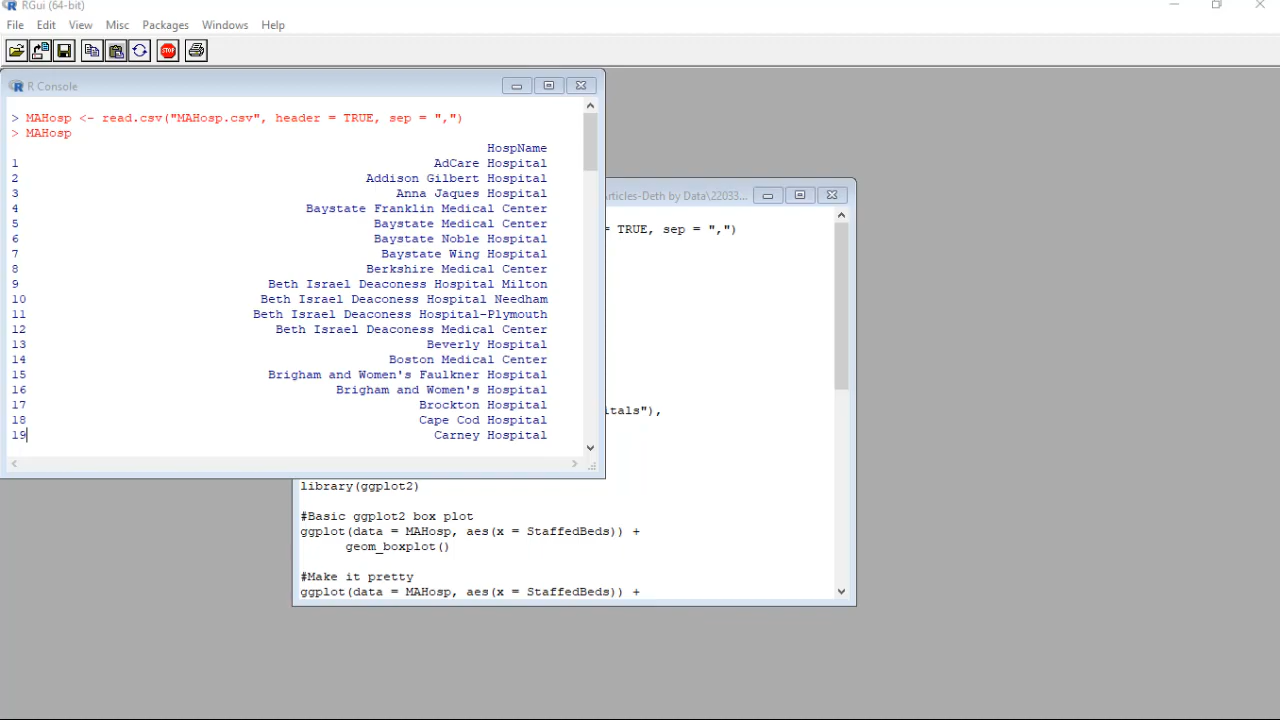 RGui (64-bit)
File Edit View Misc Packages Windows Help
STOP
R Console
> MAHosp <- read.csv("MAHosp.csv", header = TRUE, sep = ",")
> MAHosp
HospName
1 AdCare Hospital
2 Addison Gilbert Hospital
3 Anna Jaques Hospital
4 Baystate Franklin Medical Center
5 Baystate Medical Center
6 Baystate Noble Hospital
7 Baystate Wing Hospital
8 Berkshire Medical Center
9 Beth Israel Deaconess Hospital Milton
10 Beth Israel Deaconess Hospital Needham
11 Beth Israel Deaconess Hospital-Plymouth
12 Beth Israel Deaconess Medical Center
13 Beverly Hospital
14 Boston Medical Center
15 Brigham and Women's Faulkner Hospital
16 Brigham and Women's Hospital
17 Brockton Hospital
18 Cape Cod Hospital
19 Carney Hospital
rticles-Deth by Data\22033...
= TRUE, sep = ",")
itals"),
library(ggplot2)
#Basic ggplot2 box plot
ggplot(data = MAHosp, aes(x = StaffedBeds)) +
geom_boxplot()
#Make it pretty
ggplot(data = MAHosp, aes(x = StaffedBeds)) +